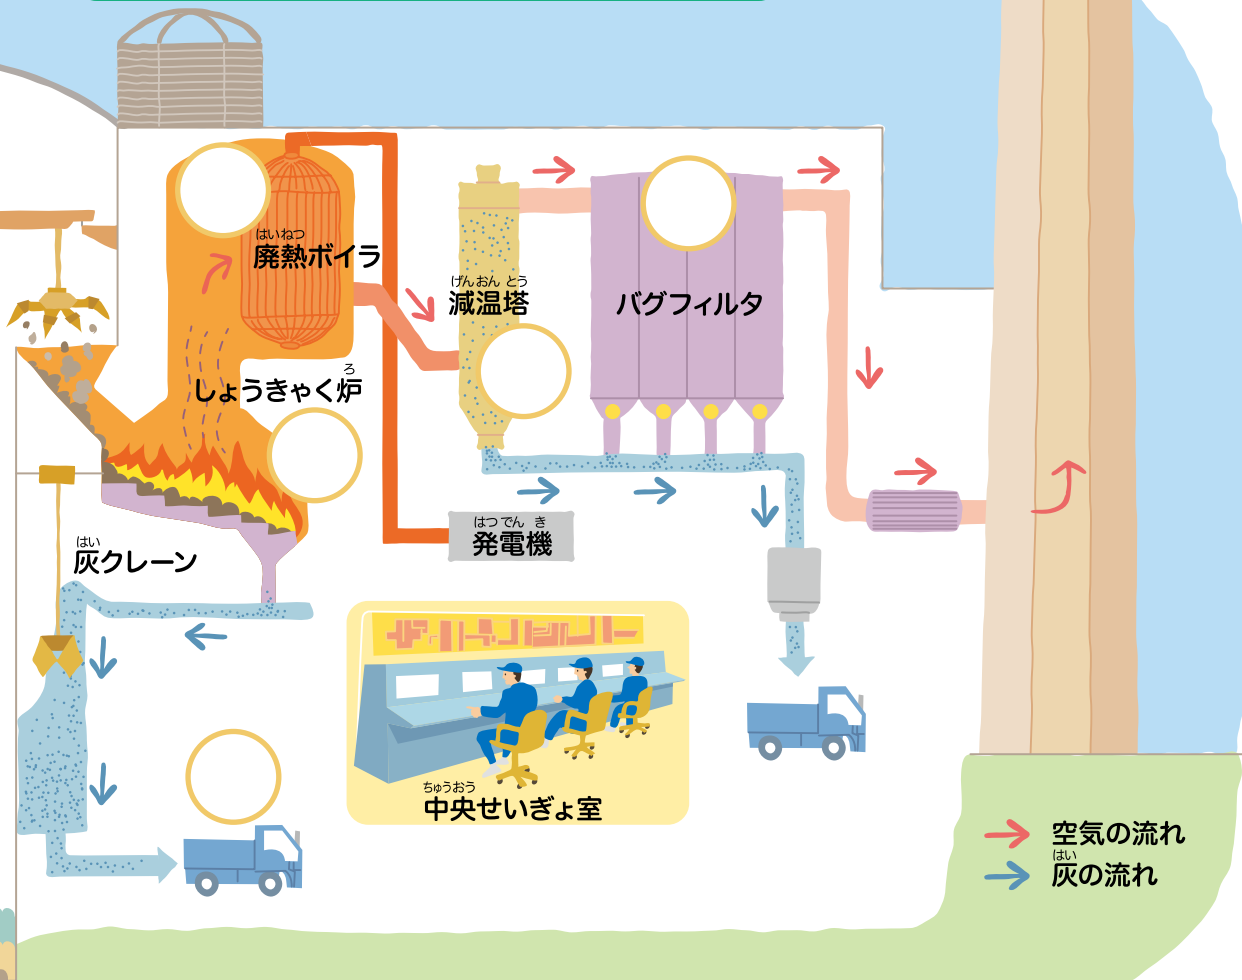 はいねつ
廃熱ボイラ
げんおん とう
減温塔
バグフィルタ
ろ
しょうきゃく炉
はつでん き
発電機
はい
灰クレーン
ちゅうおう
中央せいぎょ室
空気の流れ
はい
灰の流れ